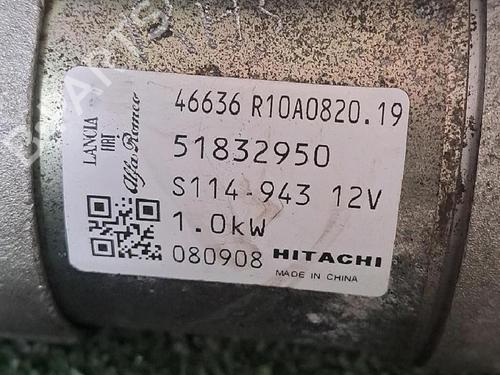 46636 R10A0820.19
LANCIA
FIAT
Alfa Romeo
51832950
S114-943 12V
1.0kW
080908 HITACHI
MADE IN CHINA